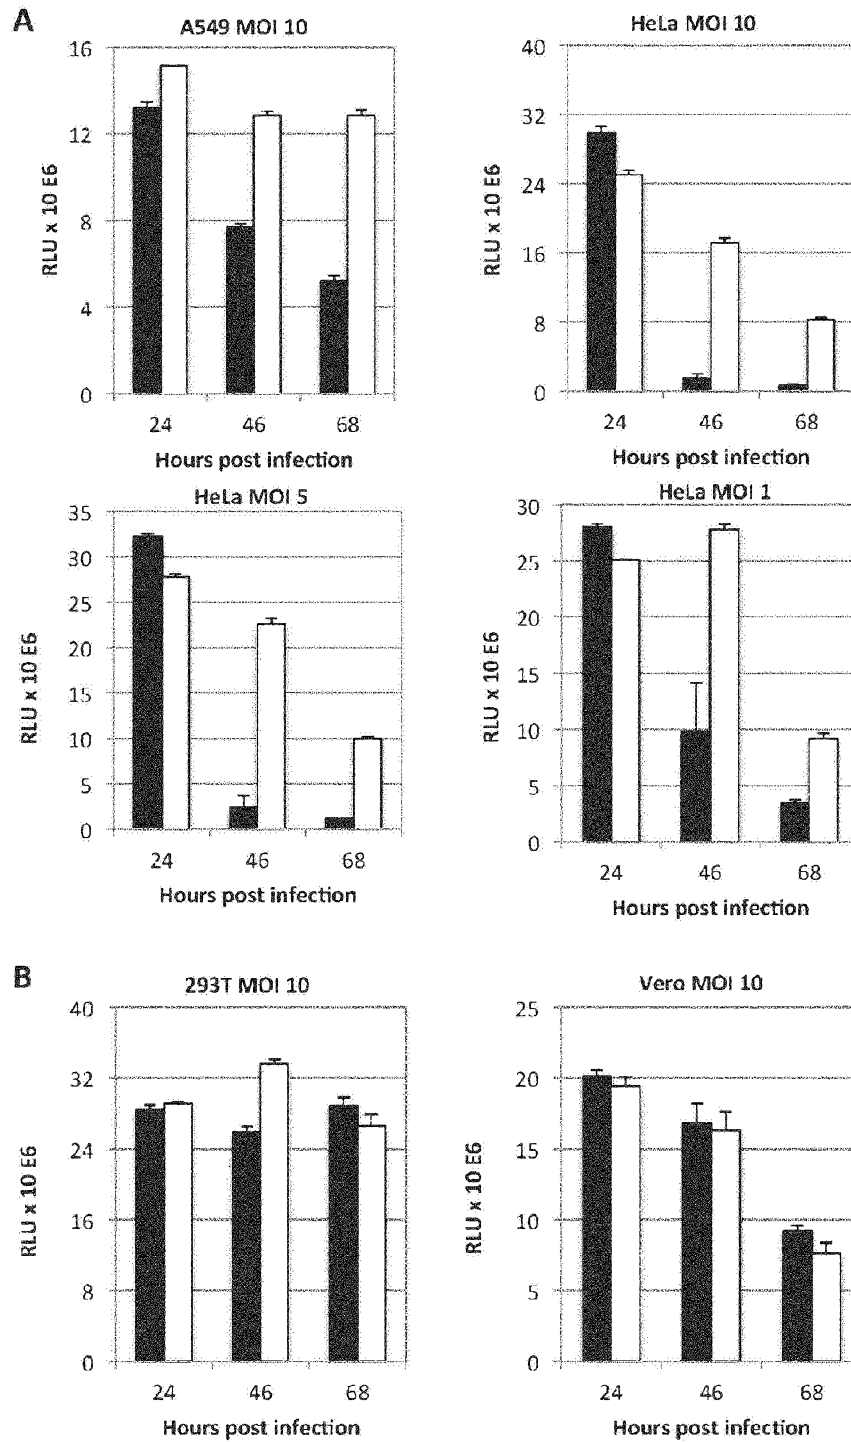 A
A549 MOI 10
16
12
8
4
0
RLU x 10 E6
24 46 68
Hours post infection
HeLa MOI 10
40
32
24
16
8
0
RLU x 10 E6
24 46 68
Hours post infection
HeLa MOI 5
35
30
25
20
15
10
5
0
RLU x 10 E6
24 46 68
Hours post infection
HeLa MOI 1
30
25
20
15
10
5
0
RLU x 10 E6
24 46 68
Hours post infection
B
293T MOI 10
40
32
24
16
8
0
RLU x 10 E6
24 46 68
Hours post infection
Vero MOI 10
25
20
15
10
5
0
RLU x 10 E6
24 46 68
Hours post infection